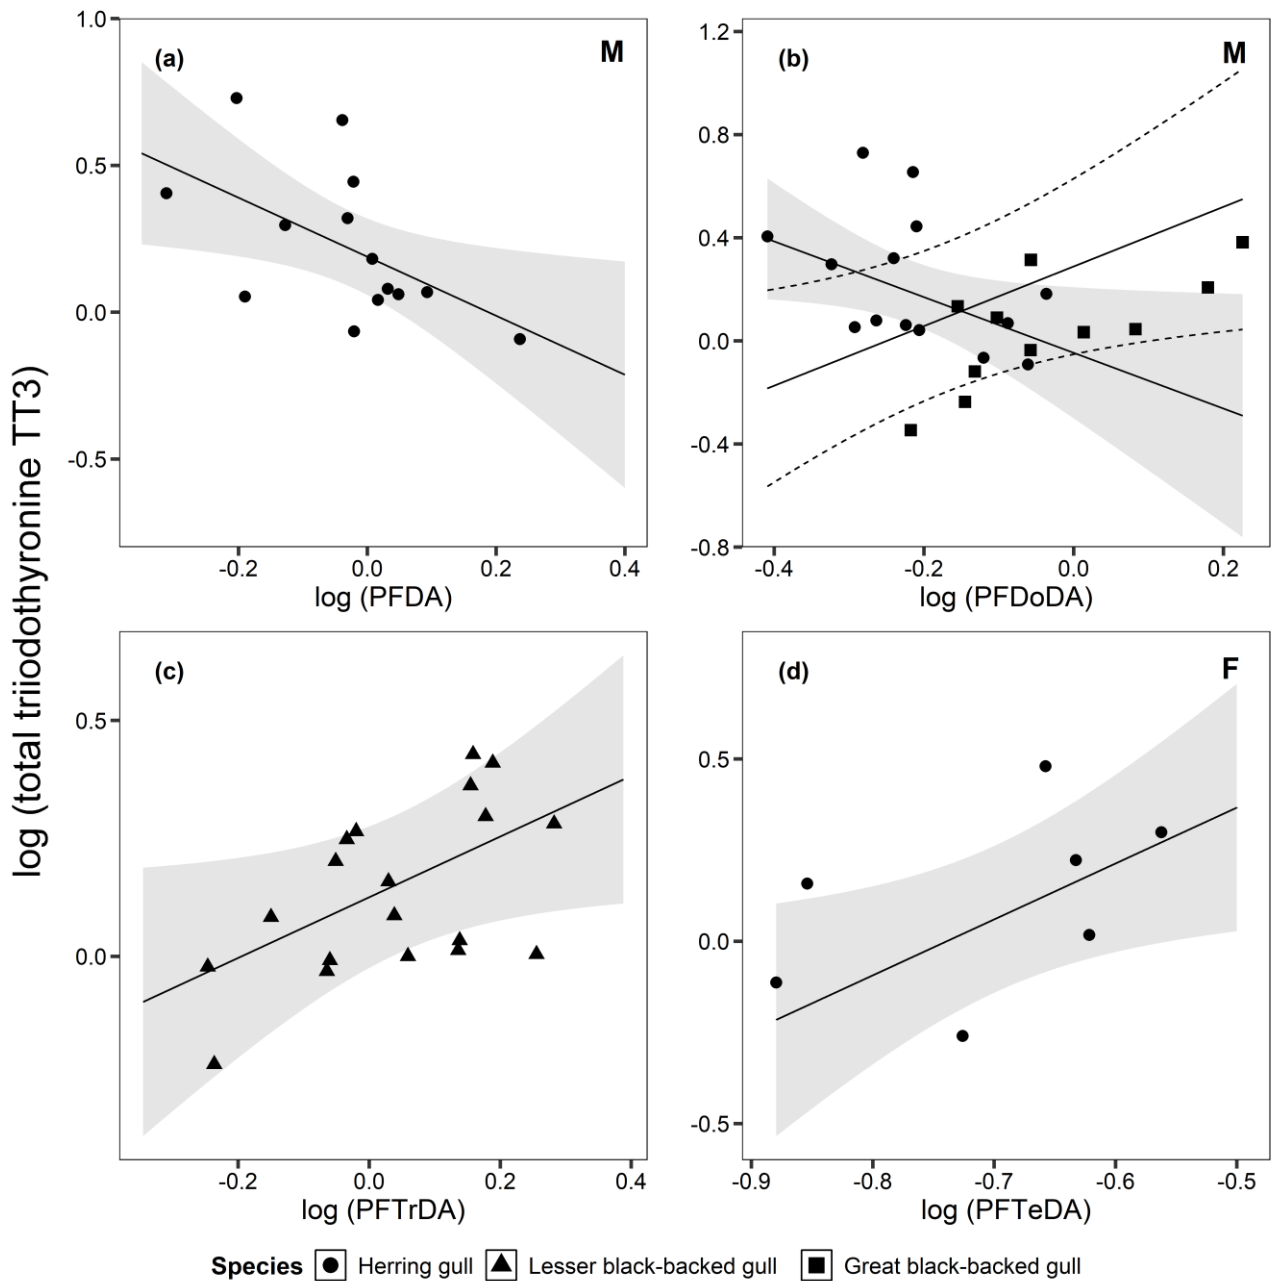 log (total triiodothyronine TT3)
(a) M
1.0
0.5
0.0
-0.5
-0.2 0.0 0.2 0.4
log (PFDA)
(b) M
1.2
0.8
0.4
0.0
-0.4
-0.8
-0.4 -0.2 0.0 0.2
log (PFDoDA)
(c)
0.5
0.0
-0.2 0.0 0.2 0.4
log (PFTrDA)
(d) F
0.5
0.0
-0.5
-0.9 -0.8 -0.7 -0.6 -0.5
log (PFTeDA)
Species Herring gull Lesser black-backed gull Great black-backed gull